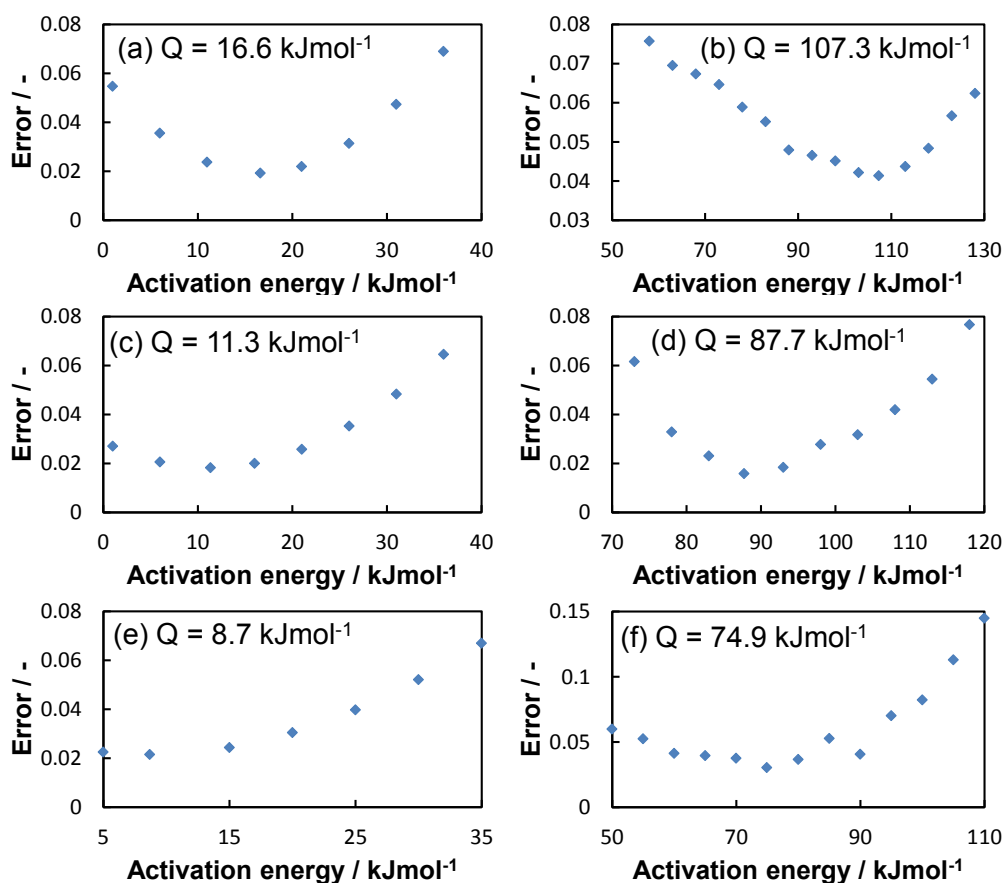 (a) Q = 16.6 kJmol-1
Error / -
0.08
0.06
0.04
0.02
0
0 10 20 30 40
Activation energy / kJmol-1
(b) Q = 107.3 kJmol-1
Error / -
0.08
0.07
0.06
0.05
0.04
0.03
50 70 90 110 130
Activation energy / kJmol-1
(c) Q = 11.3 kJmol-1
Error / -
0.08
0.06
0.04
0.02
0
0 10 20 30 40
Activation energy / kJmol-1
(d) Q = 87.7 kJmol-1
Error / -
0.08
0.06
0.04
0.02
0
70 80 90 100 110 120
Activation energy / kJmol-1
(e) Q = 8.7 kJmol-1
Error / -
0.08
0.06
0.04
0.02
0
5 15 25 35
Activation energy / kJmol-1
(f) Q = 74.9 kJmol-1
Error / -
0.15
0.1
0.05
0
50 70 90 110
Activation energy / kJmol-1